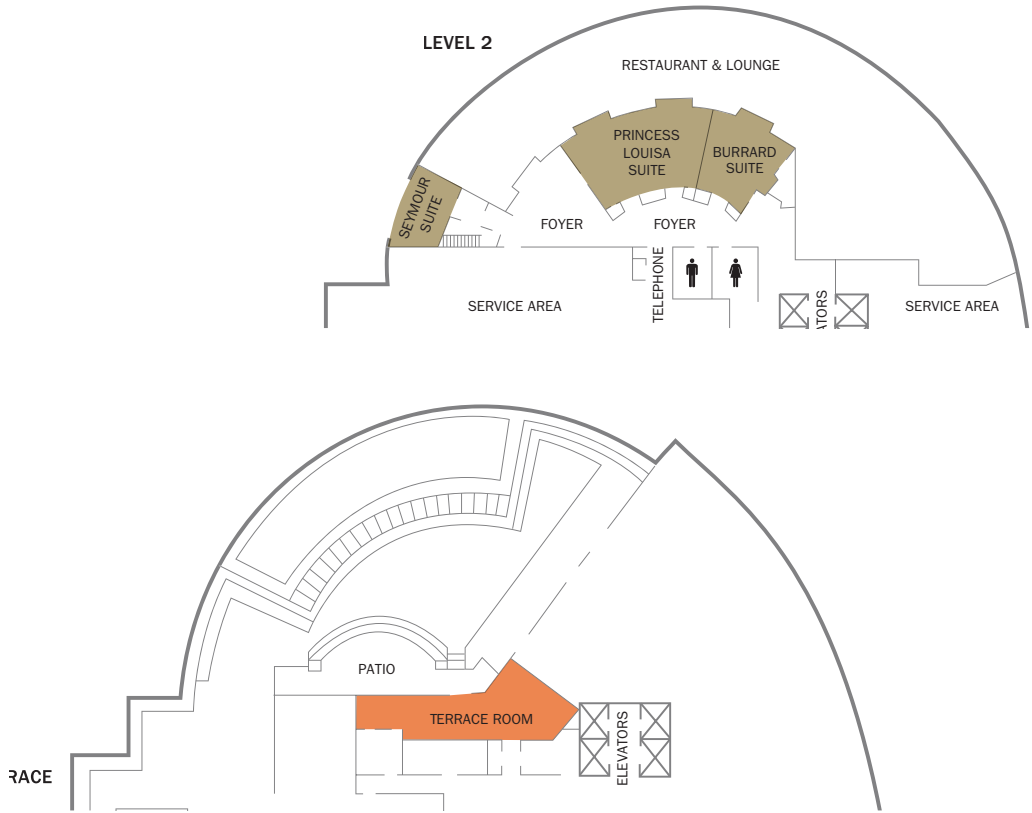 LEVEL 2
RESTAURANT & LOUNGE
PRINCESS
LOUISA
SUITE
BURRARD
SUITE
SEYMOUR
SUITE
FOYER
FOYER
TELEPHONE
SERVICE AREA
ATORS
SERVICE AREA
PATIO
TERRACE ROOM
ELEVATORS
RACE